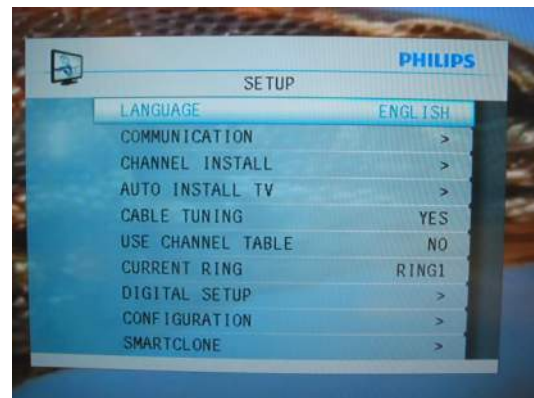 PHILIPS
SETUP
LANGUAGE ENGLISH
COMMUNICATION >
CHANNEL INSTALL >
AUTO INSTALL TV >
CABLE TUNING YES
USE CHANNEL TABLE NO
CURRENT RING RING1
DIGITAL SETUP >
CONFIGURATION >
SMARTCLONE >